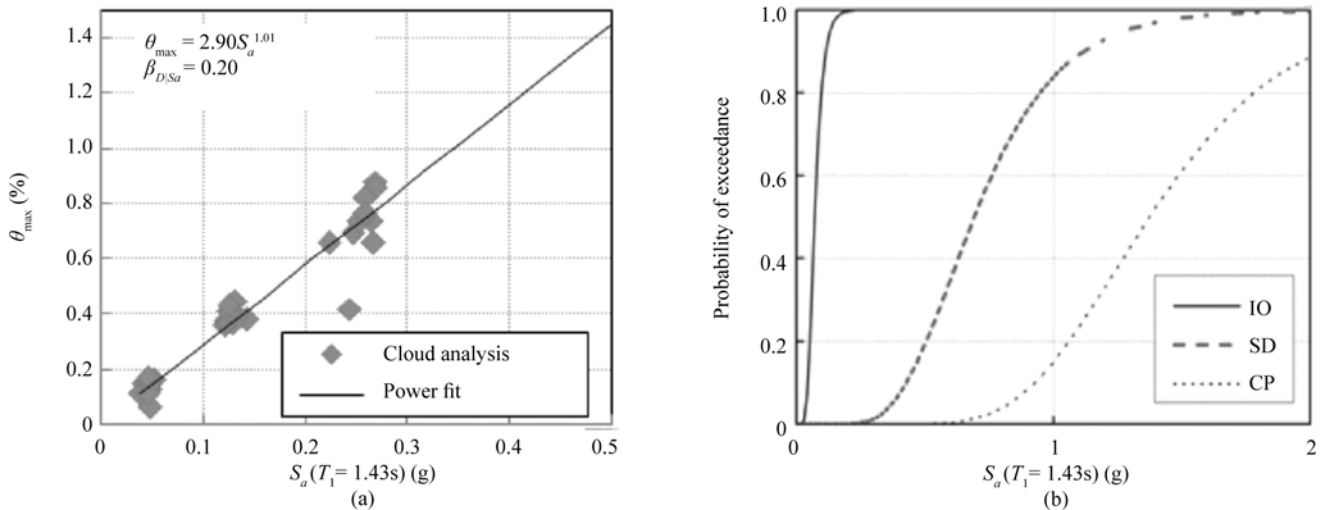 1.4
1.2
1.0
0.8
0.6
0.4
0.2
0
θmax (%)
θmax = 2.90Sa^1.01
βD|Sa = 0.20
Cloud analysis
Power fit
0 0.1 0.2 0.3 0.4 0.5
Sa (T1= 1.43s) (g)
(a)
1.0
0.8
0.6
0.4
0.2
0
Probability of exceedance
IO
SD
CP
0 1 2
Sa (T1= 1.43s) (g)
(b)